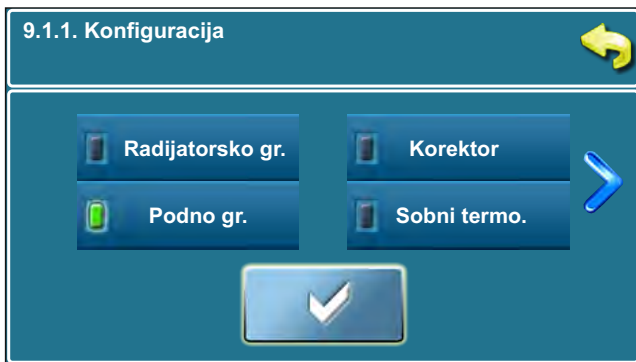 9.1.1. Konfiguracija
Radijatorsko gr.
Korektor
Podno gr.
Sobni termo.